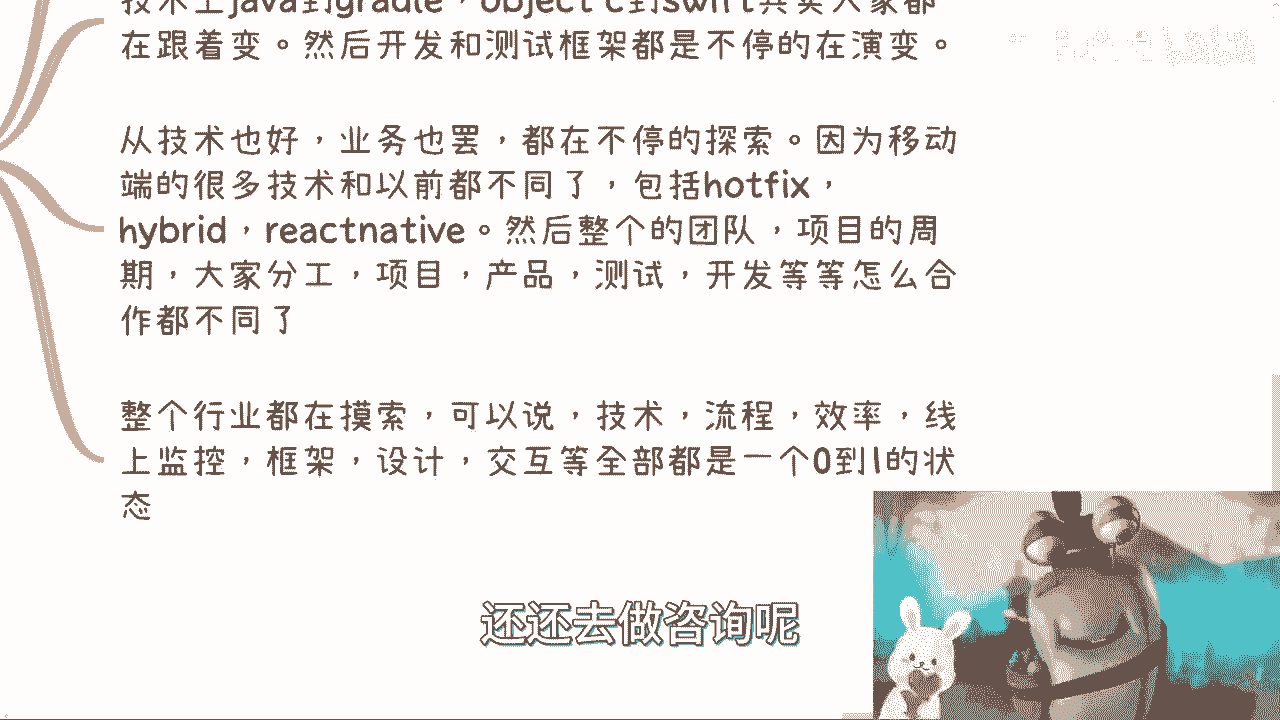 技术上java到gradle，object c到swift其实大家都
在跟着变。然后开发和测试框架都是不停的在演变。
从技术也好，业务也罢，都在不停的探索。因为移动
端的很多技术和以前都不同了，包括hotfix，
hybrid，reactnative。然后整个的团队，项目的周
期，大家分工，项目，产品，测试，开发等等怎么合
作都不同了
整个行业都在摸索，可以说，技术，流程，效率，线
上监控，框架，设计，交互等全部都是一个0到1的状
态
还还去做咨询呢